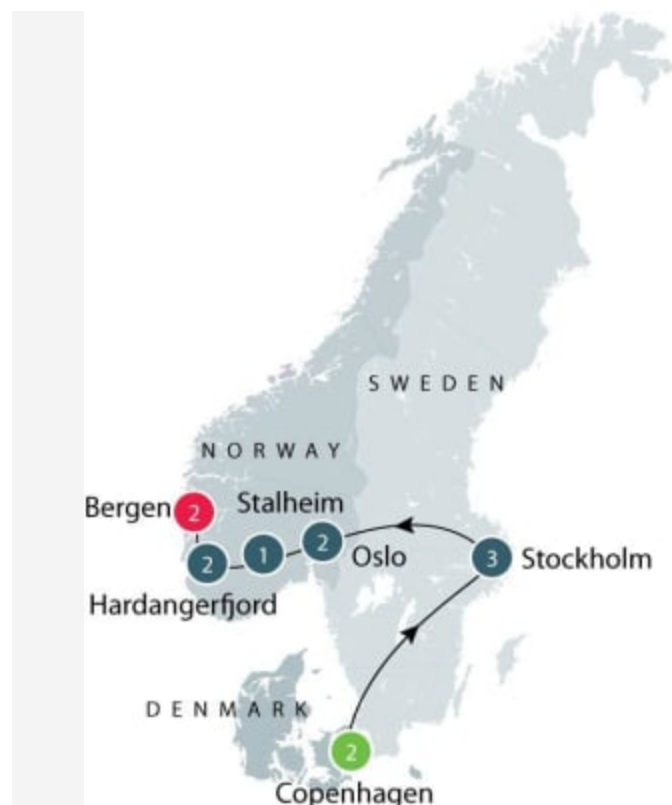 SWEDEN
NORWAY
Bergen
2
Stalheim
2
1
2
Oslo
3
Stockholm
Hardangerfjord
DENMARK
2
Copenhagen